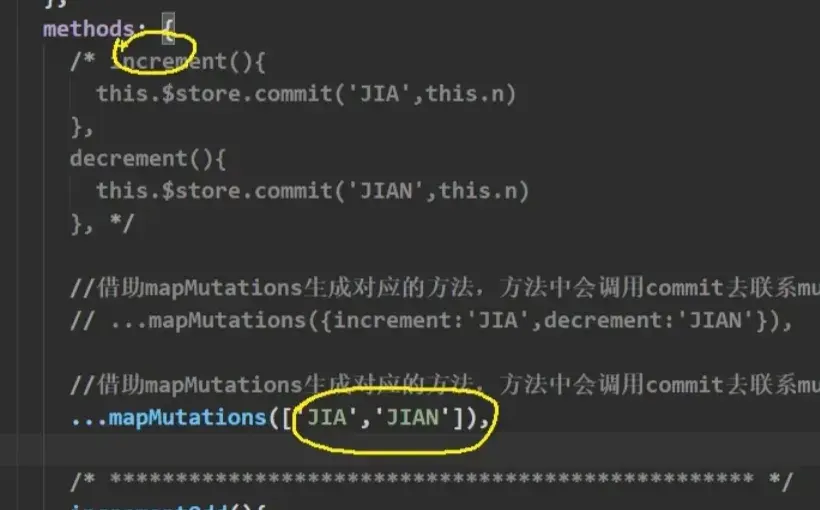 },
methods: {
/* increment(){
this.$store.commit('JIA',this.n)
},
decrement(){
this.$store.commit('JIAN',this.n)
}, */
//借助mapMutations生成对应的方法，方法中会调用commit去联系mu
// ...mapMutations({increment:'JIA',decrement:'JIAN'}),
//借助mapMutations生成对应的方法，方法中会调用commit去联系mu
...mapMutations(['JIA','JIAN']),
/* ************************************************* */
incrementOdd(){